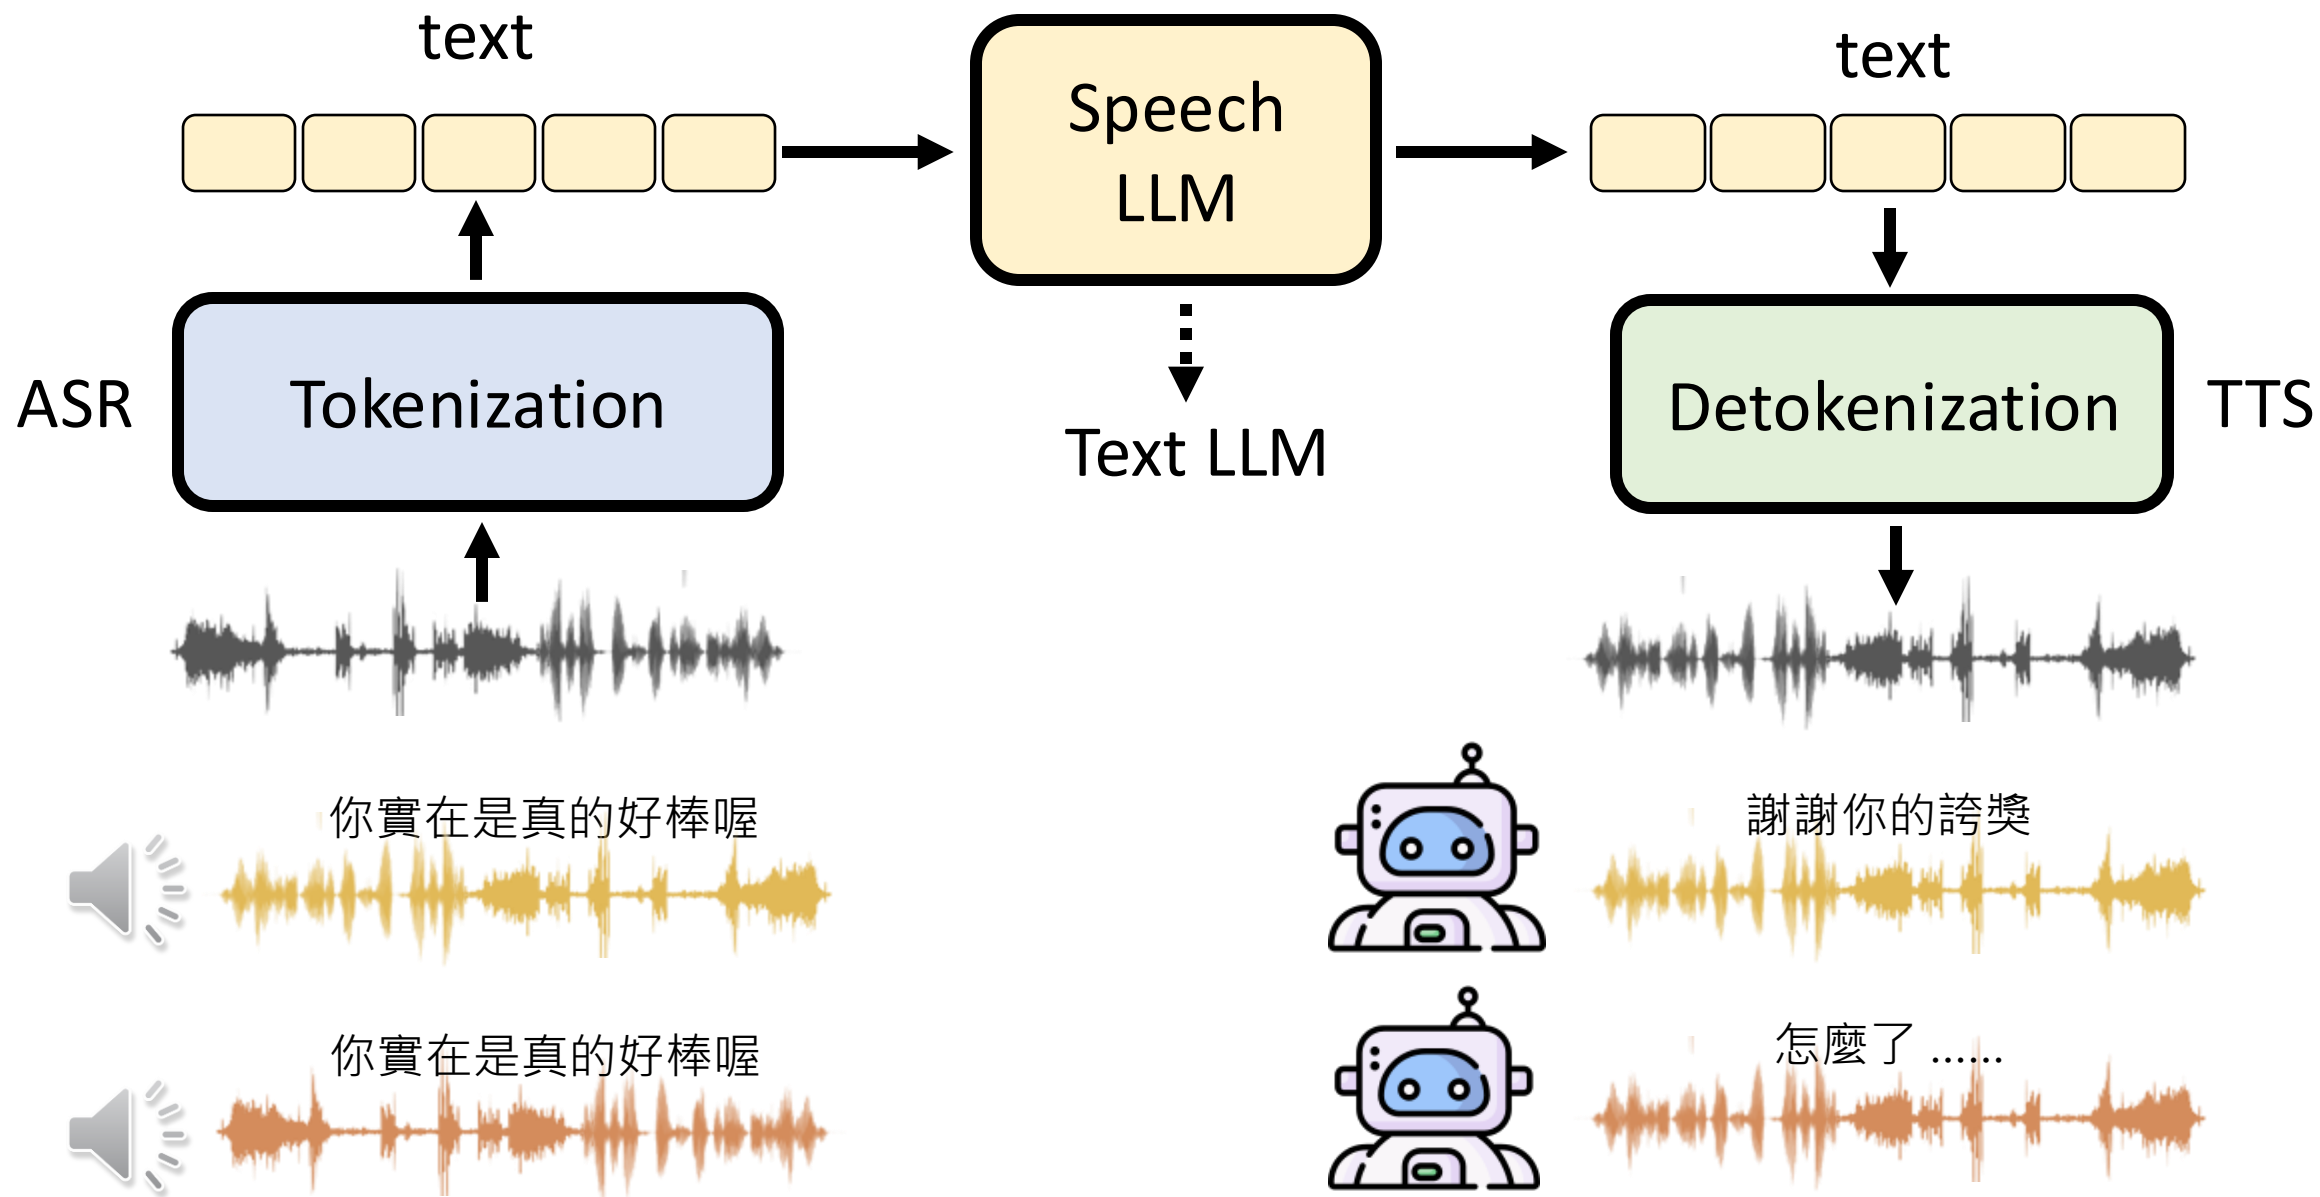 text
Speech
LLM
text
ASR
Tokenization
Text LLM
Detokenization
TTS
你實在是真的好棒喔
謝謝你的誇獎
你實在是真的好棒喔
怎麼了 ......